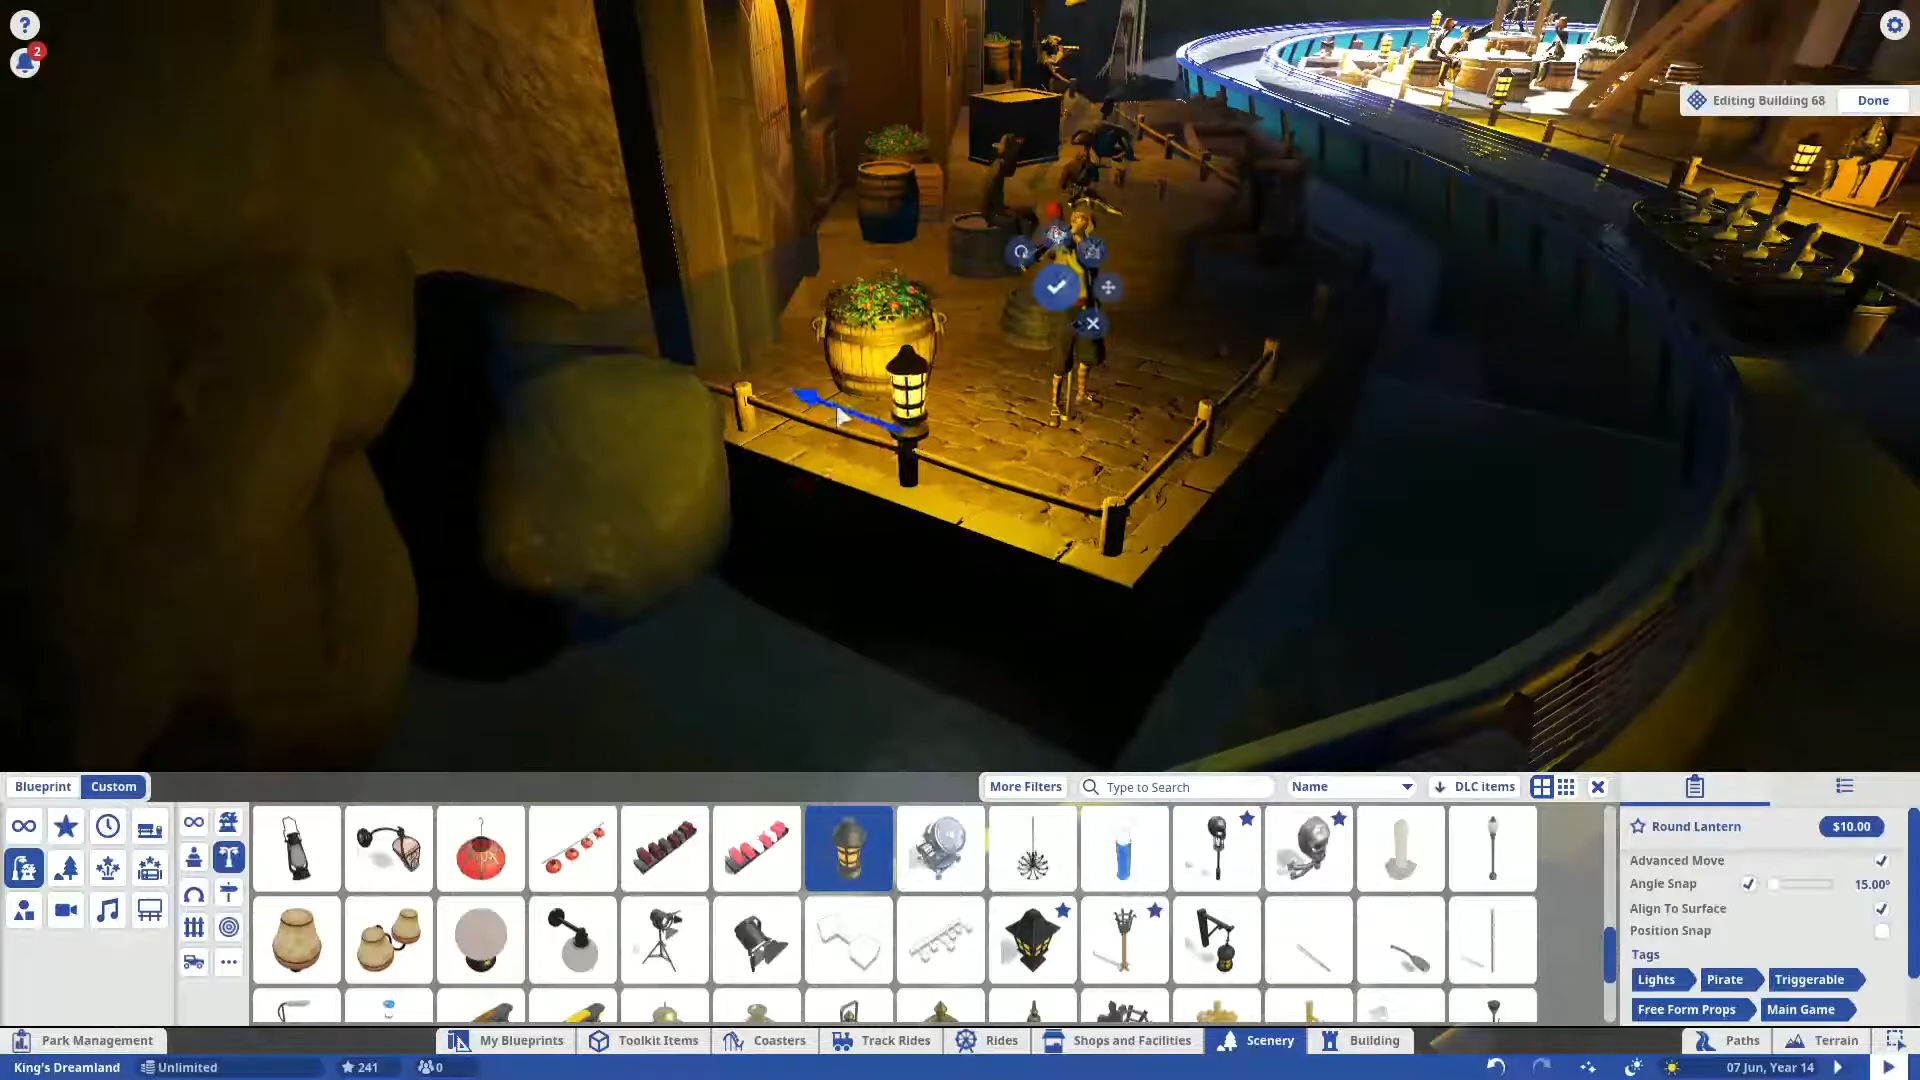 ?
2
Editing Building 68
Done
Blueprint
Custom
More Filters
Type to Search
Name
DLC items
Round Lantern
$10.00
Advanced Move
Angle Snap
15.00°
Align To Surface
Position Snap
Tags
Lights
Pirate
Triggerable
Free Form Props
Main Game
Park Management
My Blueprints
Toolkit Items
Coasters
Track Rides
Rides
Shops and Facilities
Scenery
Building
Paths
Terrain
King's Dreamland
Unlimited
241
0
07 Jun, Year 14